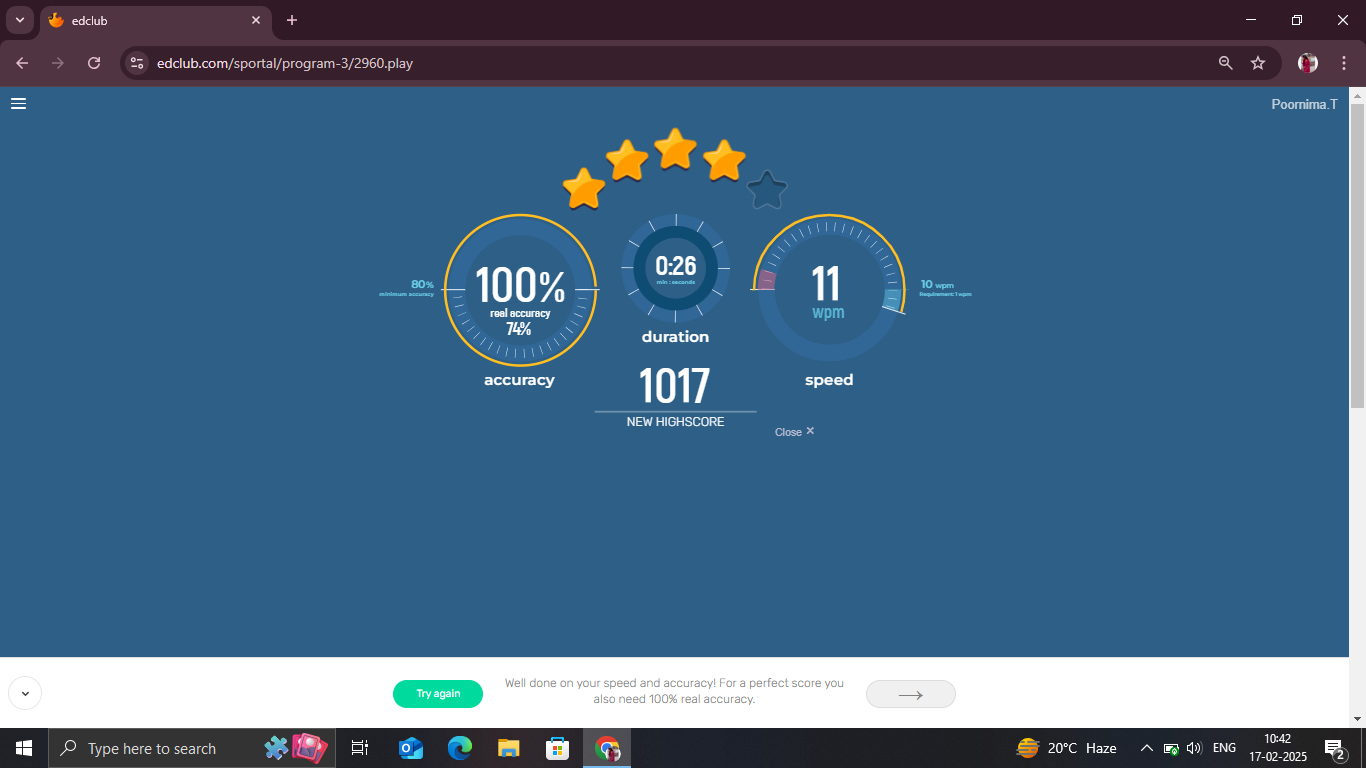 edclub
edclub.com/sportal/program-3/2960.play
Poornima.T
100%
real accuracy
74%
80%
minimum accuracy
accuracy
0:26
min : seconds
duration
11
wpm
10 wpm
Requirement: 1 wpm
speed
1017
NEW HIGHSCORE
Close ×
Try again
Well done on your speed and accuracy! For a perfect score you
also need 100% real accuracy.
Type here to search
20°C Haze
ENG
10:42
17-02-2025
2